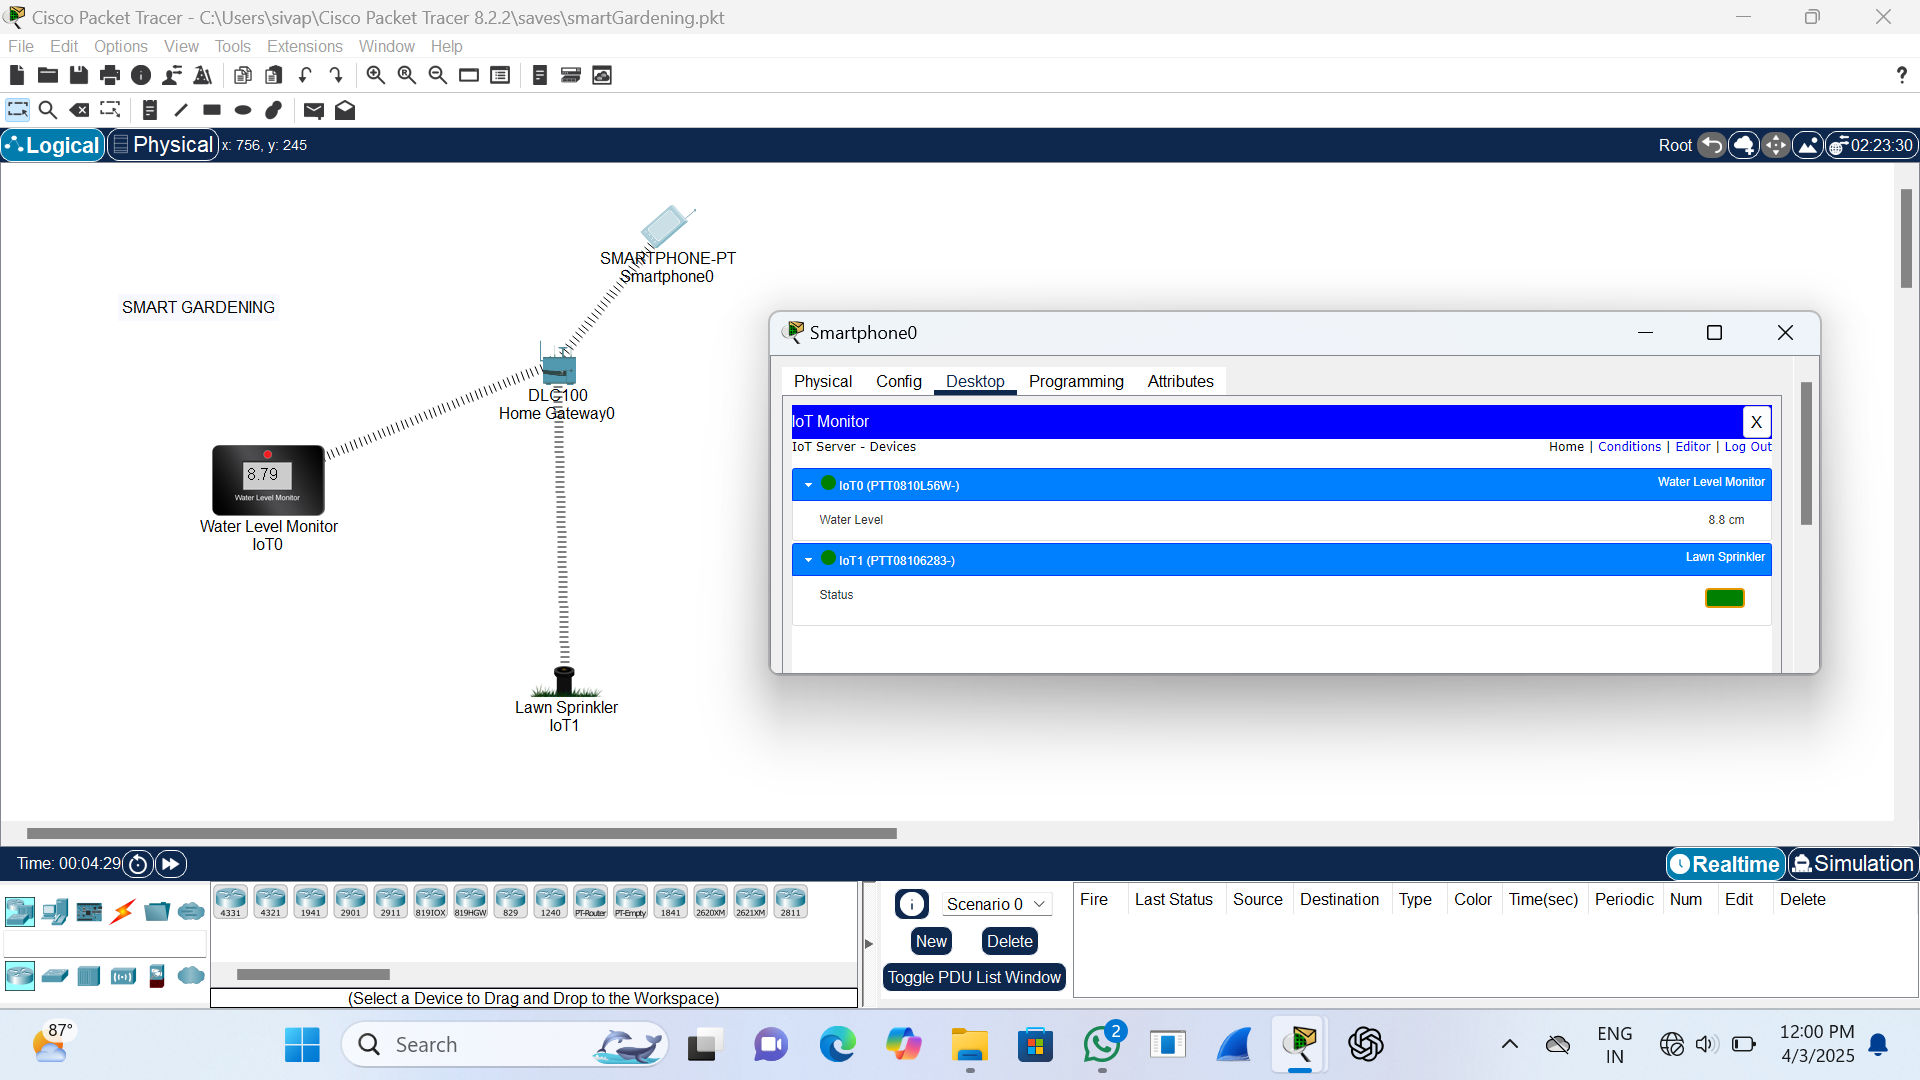 Cisco Packet Tracer - C:\Users\sivap\Cisco Packet Tracer 8.2.2\saves\smartGardening.pkt
File Edit Options View Tools Extensions Window Help
?
Logical Physical x: 756, y: 245
Root 02:23:30
SMARTPHONE-PT
Smartphone0
SMART GARDENING
DLC100
Home Gateway0
8.79
Water Level Monitor
Water Level Monitor
IoT0
Lawn Sprinkler
IoT1
Smartphone0
Physical Config Desktop Programming Attributes
IoT Monitor X
IoT Server - Devices Home | Conditions | Editor | Log Out
IoT0 (PTT0810L56W-) Water Level Monitor
Water Level 8.8 cm
IoT1 (PTT08106283-) Lawn Sprinkler
Status
Time: 00:04:29
Realtime Simulation
4331 4321 1941 2901 2911 819IOX 819HGW 829 1240 PT-Router PT-Empty 1841 2620XM 2621XM 2811
(Select a Device to Drag and Drop to the Workspace)
Scenario 0
New Delete
Toggle PDU List Window
Fire Last Status Source Destination Type Color Time(sec) Periodic Num Edit Delete
87°
Search
2
ENG
IN
12:00 PM
4/3/2025